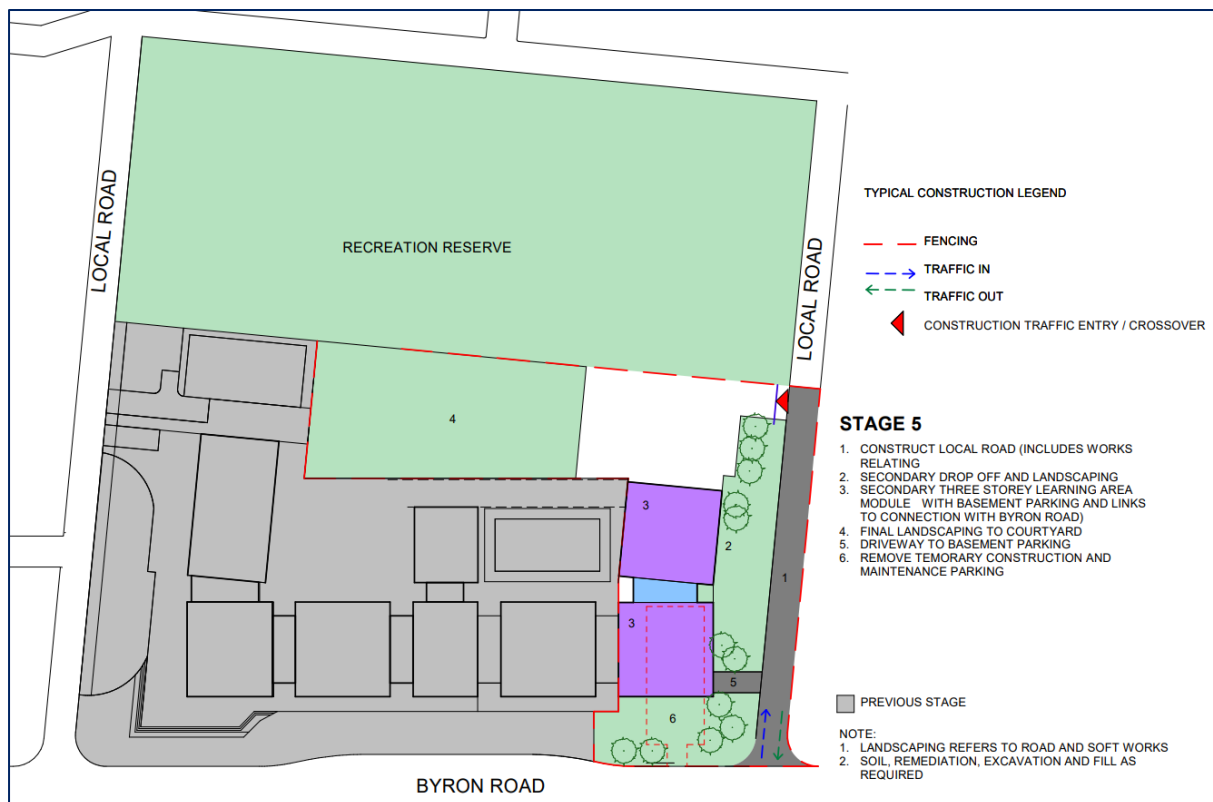 LOCAL ROAD
RECREATION RESERVE
LOCAL ROAD
4
3
2
1
3
5
6
BYRON ROAD
TYPICAL CONSTRUCTION LEGEND
FENCING
TRAFFIC IN
TRAFFIC OUT
CONSTRUCTION TRAFFIC ENTRY / CROSSOVER
STAGE 5
1. CONSTRUCT LOCAL ROAD (INCLUDES WORKS
RELATING
2. SECONDARY DROP OFF AND LANDSCAPING
3. SECONDARY THREE STOREY LEARNING AREA
MODULE WITH BASEMENT PARKING AND LINKS
TO CONNECTION WITH BYRON ROAD)
4. FINAL LANDSCAPING TO COURTYARD
5. DRIVEWAY TO BASEMENT PARKING
6. REMOVE TEMORARY CONSTRUCTION AND
MAINTENANCE PARKING
PREVIOUS STAGE
NOTE:
1. LANDSCAPING REFERS TO ROAD AND SOFT WORKS
2. SOIL, REMEDIATION, EXCAVATION AND FILL AS
REQUIRED